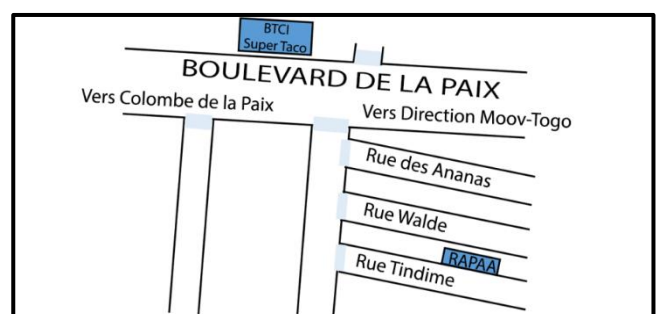 BTCI
Super Taco
BOULEVARD DE LA PAIX
Vers Colombe de la Paix
Vers Direction Moov-Togo
Rue des Ananas
Rue Walde
RAPAA
Rue Tindime